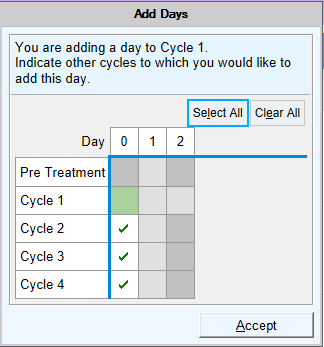 Add Days
You are adding a day to Cycle 1.
Indicate other cycles to which you would like to
add this day.
Select All Clear All
Day 0 1 2
Pre Treatment
Cycle 1
Cycle 2 ✓
Cycle 3 ✓
Cycle 4 ✓
Accept